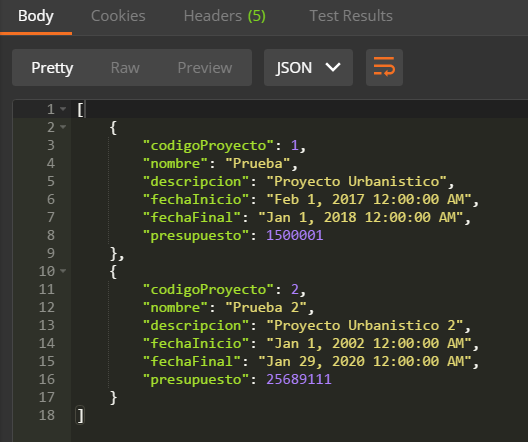 Body Cookies Headers (5) Test Results
Pretty Raw Preview JSON
1 [
2 {
3 "codigoProyecto": 1,
4 "nombre": "Prueba",
5 "descripcion": "Proyecto Urbanistico",
6 "fechaInicio": "Feb 1, 2017 12:00:00 AM",
7 "fechaFinal": "Jan 1, 2018 12:00:00 AM",
8 "presupuesto": 1500001
9 },
10 {
11 "codigoProyecto": 2,
12 "nombre": "Prueba 2",
13 "descripcion": "Proyecto Urbanistico 2",
14 "fechaInicio": "Jan 1, 2002 12:00:00 AM",
15 "fechaFinal": "Jan 29, 2020 12:00:00 AM",
16 "presupuesto": 25689111
17 }
18 ]